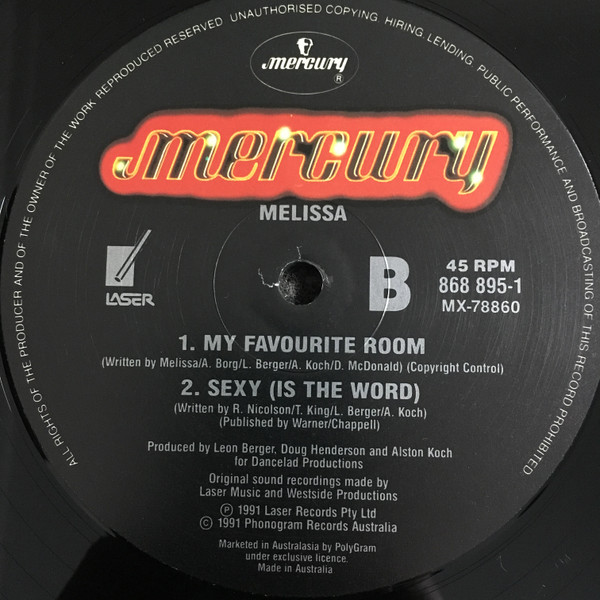 ALL RIGHTS OF THE PRODUCER AND OF THE OWNER OF THE WORK REPRODUCED RESERVED UNAUTHORISED COPYING, HIRING, LENDING, PUBLIC PERFORMANCE AND BROADCASTING OF THIS RECORD PROHIBITED
mercury
®
mercury
MELISSA
LASER
B
45 RPM
868 895-1
MX-78860
1. MY FAVOURITE ROOM
(Written by Melissa/A. Borg/L. Berger/A. Koch/D. McDonald) (Copyright Control)
2. SEXY (IS THE WORD)
(Written by R. Nicolson/T. King/L. Berger/A. Koch)
(Published by Warner/Chappell)
Produced by Leon Berger, Doug Henderson and Alston Koch
for Dancelad Productions
Original sound recordings made by
Laser Music and Westside Productions
Ⓟ 1991 Laser Records Pty Ltd
© 1991 Phonogram Records Australia
Marketed in Australasia by PolyGram
under exclusive licence.
Made in Australia